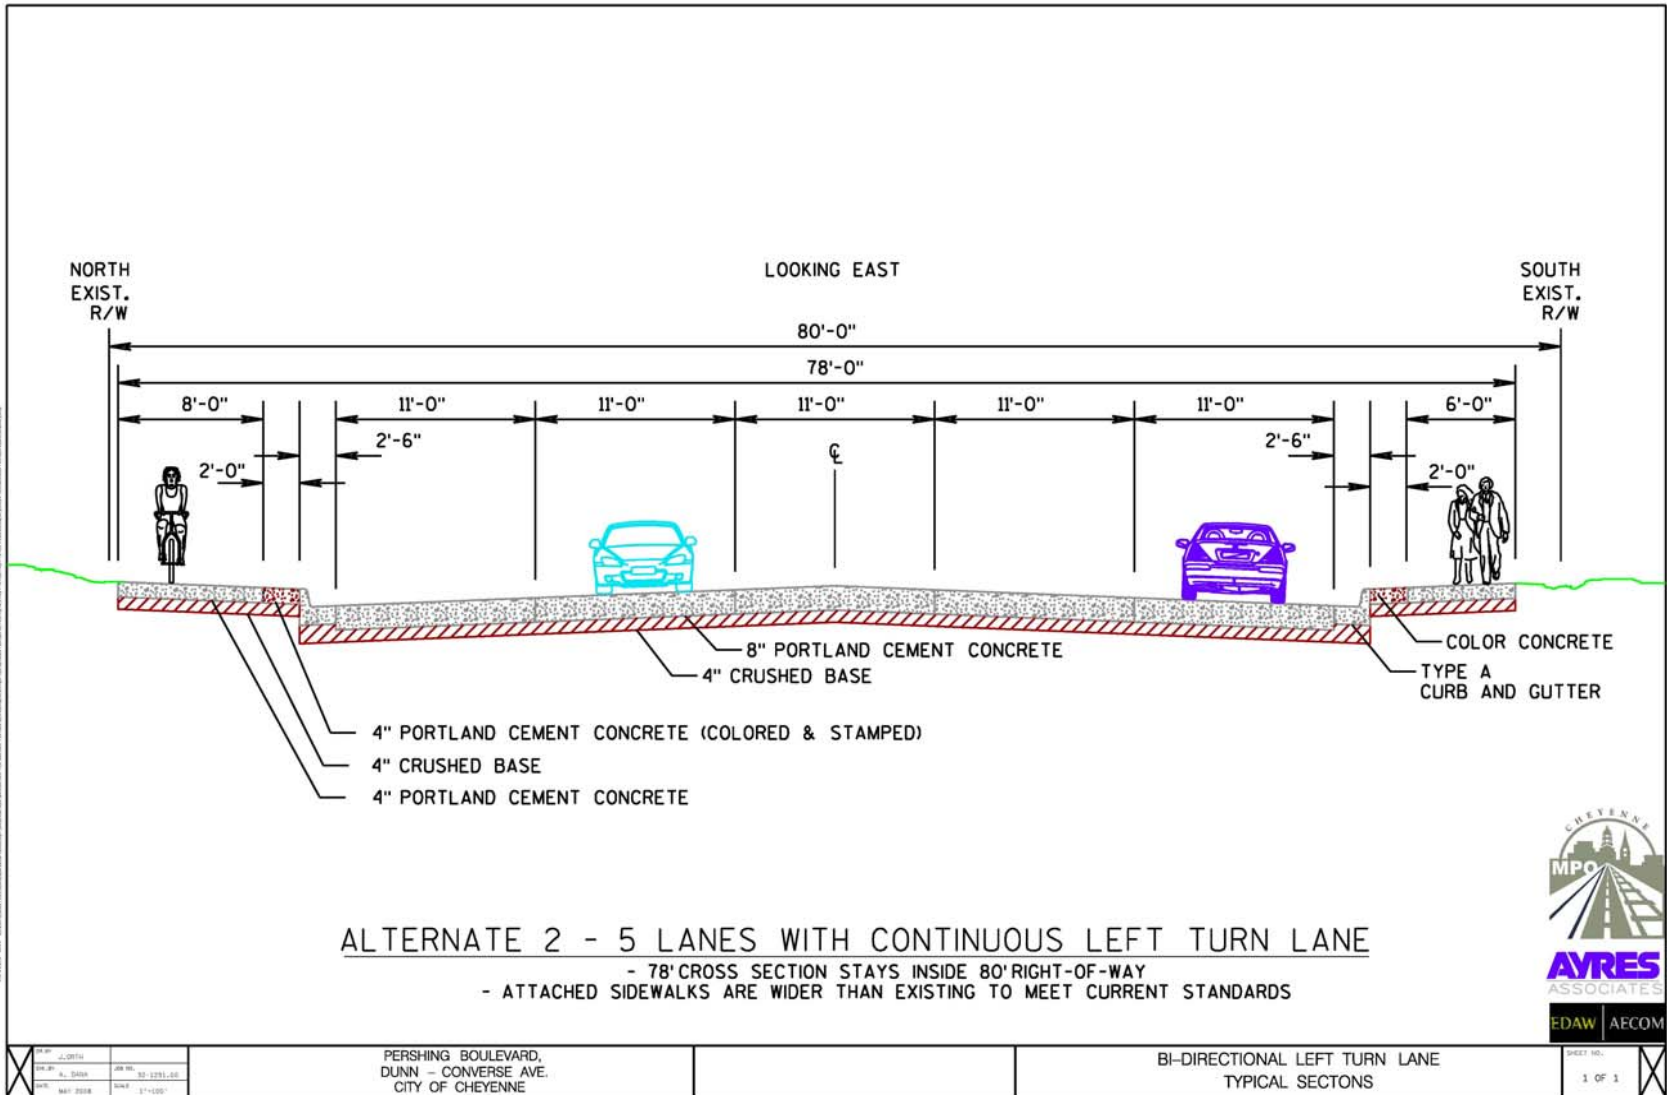 NORTH
EXIST.
R/W
LOOKING EAST
SOUTH
EXIST.
R/W
80'-0"
78'-0"
8'-0"
11'-0"
11'-0"
11'-0"
11'-0"
11'-0"
6'-0"
2'-6"
2'-6"
2'-0"
2'-0"
8" PORTLAND CEMENT CONCRETE
4" CRUSHED BASE
COLOR CONCRETE
TYPE A
CURB AND GUTTER
4" PORTLAND CEMENT CONCRETE (COLORED & STAMPED)
4" CRUSHED BASE
4" PORTLAND CEMENT CONCRETE
CHEYENNE
MPO
ALTERNATE 2 - 5 LANES WITH CONTINUOUS LEFT TURN LANE
- 78' CROSS SECTION STAYS INSIDE 80' RIGHT-OF-WAY
- ATTACHED SIDEWALKS ARE WIDER THAN EXISTING TO MEET CURRENT STANDARDS
AYRES
ASSOCIATES
EDAW AECOM
PERSHING BOULEVARD,
DUNN - CONVERSE AVE.
CITY OF CHEYENNE
BI-DIRECTIONAL LEFT TURN LANE
TYPICAL SECTONS
SHEET NO.
1 OF 1